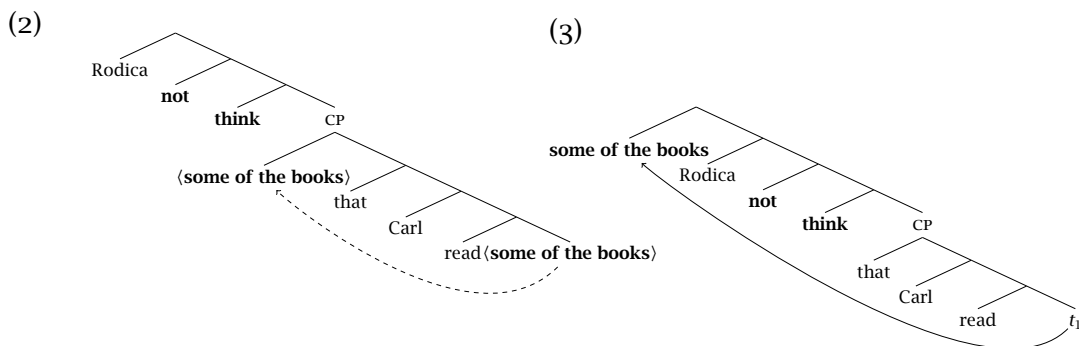 (2)
Rodica
not
think
CP
⟨some of the books⟩
that
Carl
read ⟨some of the books⟩
(3)
some of the books
Rodica
not
think
CP
that
Carl
read
t₁